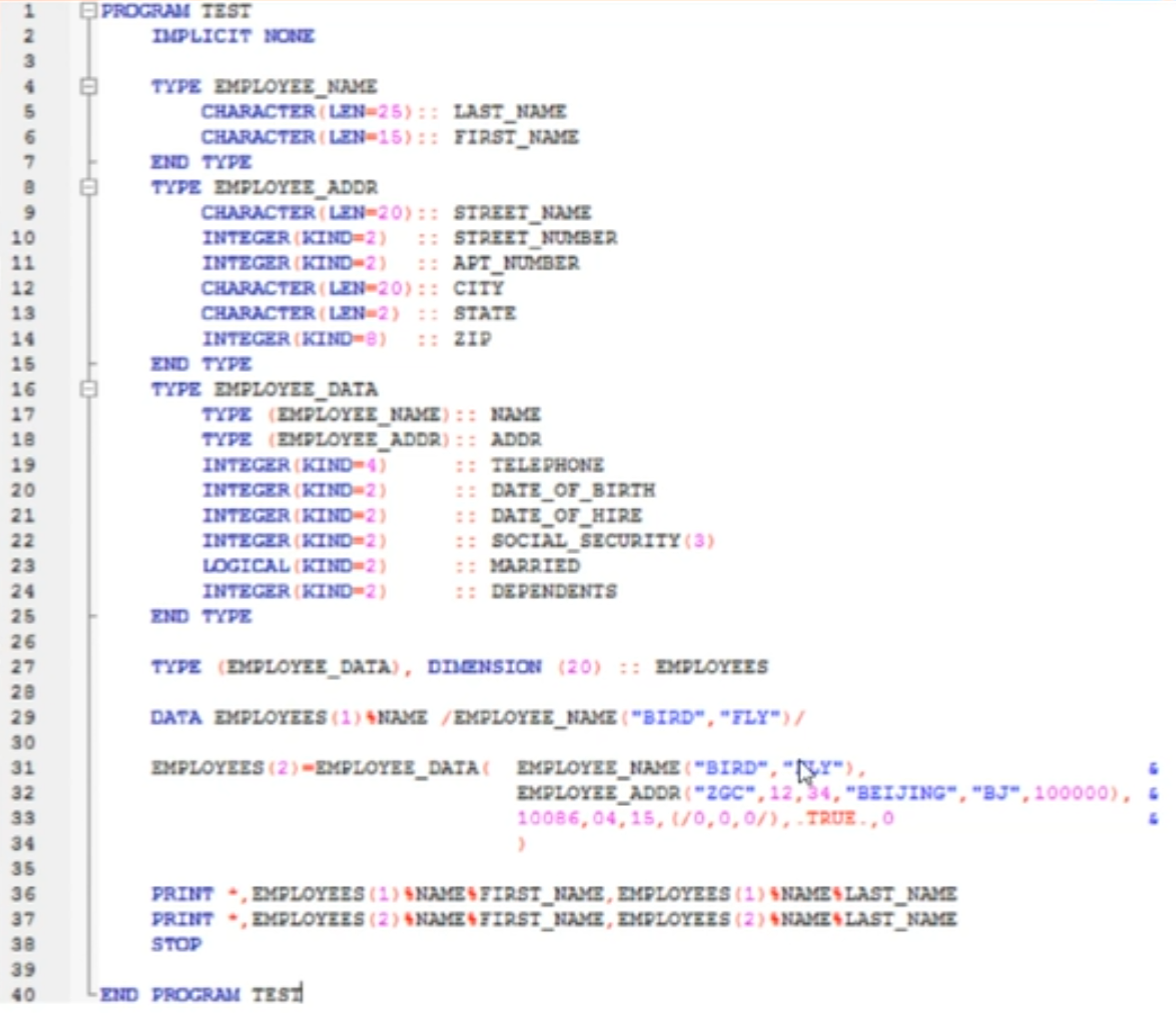 1 PROGRAM TEST
2 IMPLICIT NONE
3
4 TYPE EMPLOYEE_NAME
5 CHARACTER(LEN=25):: LAST_NAME
6 CHARACTER(LEN=15):: FIRST_NAME
7 END TYPE
8 TYPE EMPLOYEE_ADDR
9 CHARACTER(LEN=20):: STREET_NAME
10 INTEGER(KIND=2) :: STREET_NUMBER
11 INTEGER(KIND=2) :: APT_NUMBER
12 CHARACTER(LEN=20):: CITY
13 CHARACTER(LEN=2) :: STATE
14 INTEGER(KIND=8) :: ZIP
15 END TYPE
16 TYPE EMPLOYEE_DATA
17 TYPE (EMPLOYEE_NAME):: NAME
18 TYPE (EMPLOYEE_ADDR):: ADDR
19 INTEGER(KIND=4) :: TELEPHONE
20 INTEGER(KIND=2) :: DATE_OF_BIRTH
21 INTEGER(KIND=2) :: DATE_OF_HIRE
22 INTEGER(KIND=2) :: SOCIAL_SECURITY(3)
23 LOGICAL(KIND=2) :: MARRIED
24 INTEGER(KIND=2) :: DEPENDENTS
25 END TYPE
26
27 TYPE (EMPLOYEE_DATA), DIMENSION (20) :: EMPLOYEES
28
29 DATA EMPLOYEES(1)%NAME /EMPLOYEE_NAME("BIRD","FLY")/
30
31 EMPLOYEES(2)=EMPLOYEE_DATA( EMPLOYEE_NAME("BIRD","FLY"), &
32 EMPLOYEE_ADDR("ZGC",12,34,"BEIJING","BJ",100000), &
33 10086,04,15,(/0,0,0/),.TRUE.,0 &
34 )
35
36 PRINT *,EMPLOYEES(1)%NAME%FIRST_NAME,EMPLOYEES(1)%NAME%LAST_NAME
37 PRINT *,EMPLOYEES(2)%NAME%FIRST_NAME,EMPLOYEES(2)%NAME%LAST_NAME
38 STOP
39
40 END PROGRAM TEST